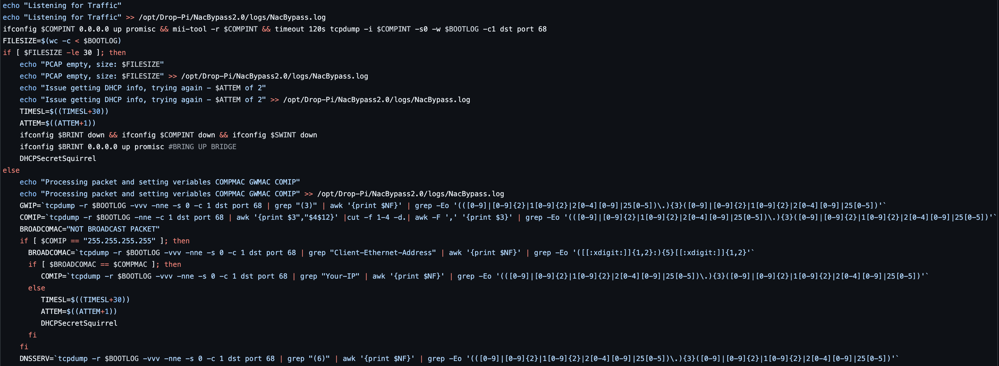 echo "Listening for Traffic"
echo "Listening for Traffic" >> /opt/Drop-Pi/NacBypass2.0/logs/NacBypass.log
ifconfig $COMPINT 0.0.0.0 up promisc && mii-tool -r $COMPINT && timeout 120s tcpdump -i $COMPINT -s0 -w $BOOTLOG -c1 dst port 68
FILESIZE=$(wc -c < $BOOTLOG)
if [ $FILESIZE -le 30 ]; then
    echo "PCAP empty, size: $FILESIZE"
    echo "PCAP empty, size: $FILESIZE" >> /opt/Drop-Pi/NacBypass2.0/logs/NacBypass.log
    echo "Issue getting DHCP info, trying again - $ATTEM of 2"
    echo "Issue getting DHCP info, trying again - $ATTEM of 2" >> /opt/Drop-Pi/NacBypass2.0/logs/NacBypass.log
    TIMESL=$((TIMESL+30))
    ATTEM=$((ATTEM+1))
    ifconfig $BRINT down && ifconfig $COMPINT down && ifconfig $SWINT down
    ifconfig $BRINT 0.0.0.0 up promisc #BRING UP BRIDGE
    DHCPSecretSquirrel
else
    echo "Processing packet and setting veriables COMPMAC GWMAC COMIP"
    echo "Processing packet and setting veriables COMPMAC GWMAC COMIP" >> /opt/Drop-Pi/NacBypass2.0/logs/NacBypass.log
    GWIP=`tcpdump -r $BOOTLOG -vvv -nne -s 0 -c 1 dst port 68 | grep "(3)" | awk '{print $NF}' | grep -Eo '(([0-9]|[0-9]{2}|1[0-9]{2}|2[0-4][0-9]|25[0-5])\.){3}([0-9]|[0-9]{2}|1[0-9]{2}|2[0-4][0-9]|25[0-5])'`
    COMIP=`tcpdump -r $BOOTLOG -nne -c 1 dst port 68 | awk '{print $3","$4$12}' |cut -f 1-4 -d.| awk -F ',' '{print $3}' | grep -Eo '(([0-9]|[0-9]{2}|1[0-9]{2}|2[0-4][0-9]|25[0-5])\.){3}([0-9]|[0-9]{2}|1[0-9]{2}|2[0-4][0-9]|25[0-5])'`
    BROADCOMAC="NOT BROADCAST PACKET"
    if [ $COMIP == "255.255.255.255" ]; then
      BROADCOMAC=`tcpdump -r $BOOTLOG -vvv -nne -s 0 -c 1 dst port 68 | grep "Client-Ethernet-Address" | awk '{print $NF}' | grep -Eo '([[:xdigit:]]{1,2}:){5}[[:xdigit:]]{1,2}'`
      if [ $BROADCOMAC == $COMPMAC ]; then
         COMIP=`tcpdump -r $BOOTLOG -vvv -nne -s 0 -c 1 dst port 68 | grep "Your-IP" | awk '{print $NF}' | grep -Eo '(([0-9]|[0-9]{2}|1[0-9]{2}|2[0-4][0-9]|25[0-5])\.){3}([0-9]|[0-9]{2}|1[0-9]{2}|2[0-4][0-9]|25[0-5])'`
      else
         TIMESL=$((TIMESL+30))
         ATTEM=$((ATTEM+1))
         DHCPSecretSquirrel
      fi
    fi
    DNSSERV=`tcpdump -r $BOOTLOG -vvv -nne -s 0 -c 1 dst port 68 | grep "(6)" | awk '{print $NF}' | grep -Eo '(([0-9]|[0-9]{2}|1[0-9]{2}|2[0-4][0-9]|25[0-5])\.){3}([0-9]|[0-9]{2}|1[0-9]{2}|2[0-4][0-9]|25[0-5])'`